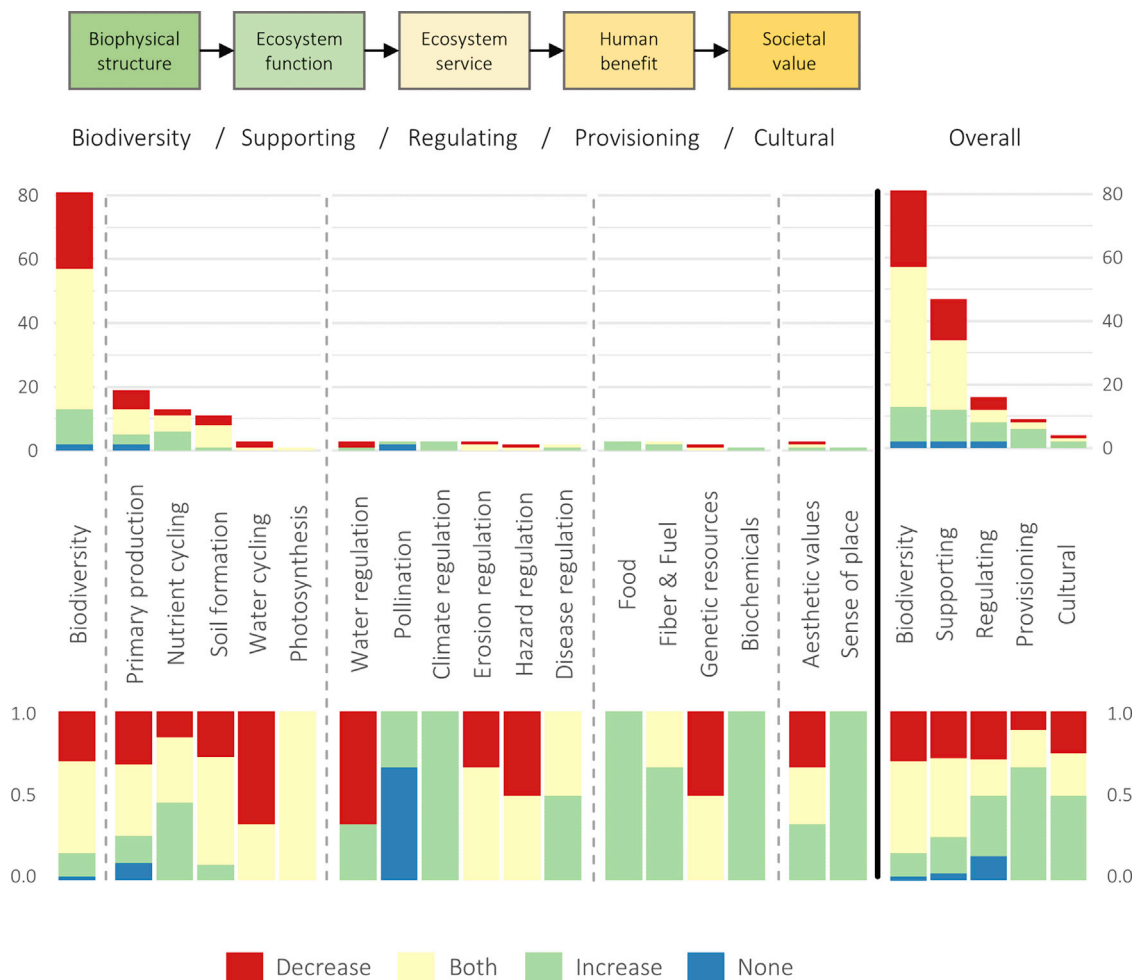 Biophysical structure
Ecosystem function
Ecosystem service
Human benefit
Societal value
Biodiversity / Supporting / Regulating / Provisioning / Cultural
Overall
80
60
40
20
0
80
60
40
20
0
Biodiversity
Primary production
Nutrient cycling
Soil formation
Water cycling
Photosynthesis
Water regulation
Pollination
Climate regulation
Erosion regulation
Hazard regulation
Disease regulation
Food
Fiber & Fuel
Genetic resources
Biochemicals
Aesthetic values
Sense of place
Biodiversity
Supporting
Regulating
Provisioning
Cultural
1.0
0.5
0.0
1.0
0.5
0.0
Decrease
Both
Increase
None